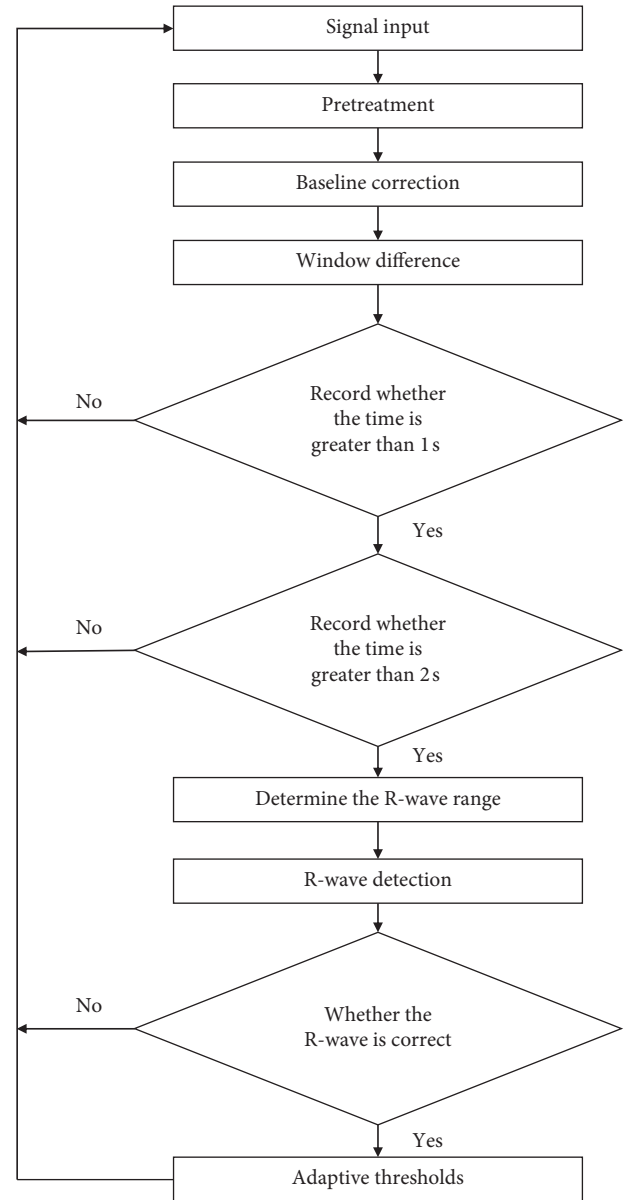 Signal input
Pretreatment
Baseline correction
Window difference
Record whether
the time is
greater than 1 s
No
Yes
Record whether
the time is
greater than 2 s
No
Yes
Determine the R-wave range
R-wave detection
Whether the
R-wave is correct
No
Yes
Adaptive thresholds